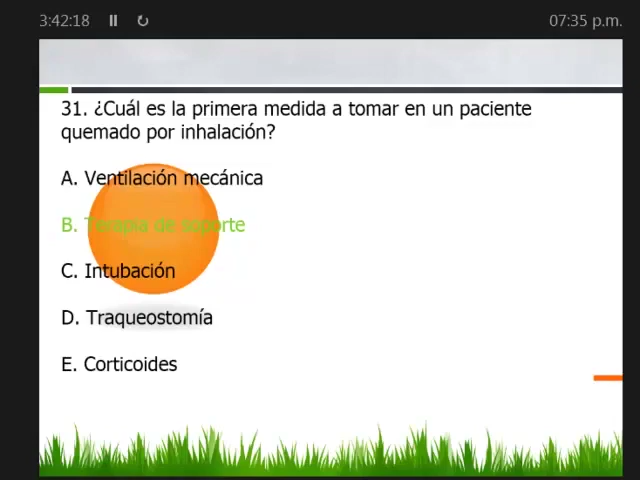 3:42:18
07:35 p.m.
31. ¿Cuál es la primera medida a tomar en un paciente
quemado por inhalación?
A. Ventilación mecánica
B. Terapia de soporte
C. Intubación
D. Traqueostomía
E. Corticoides